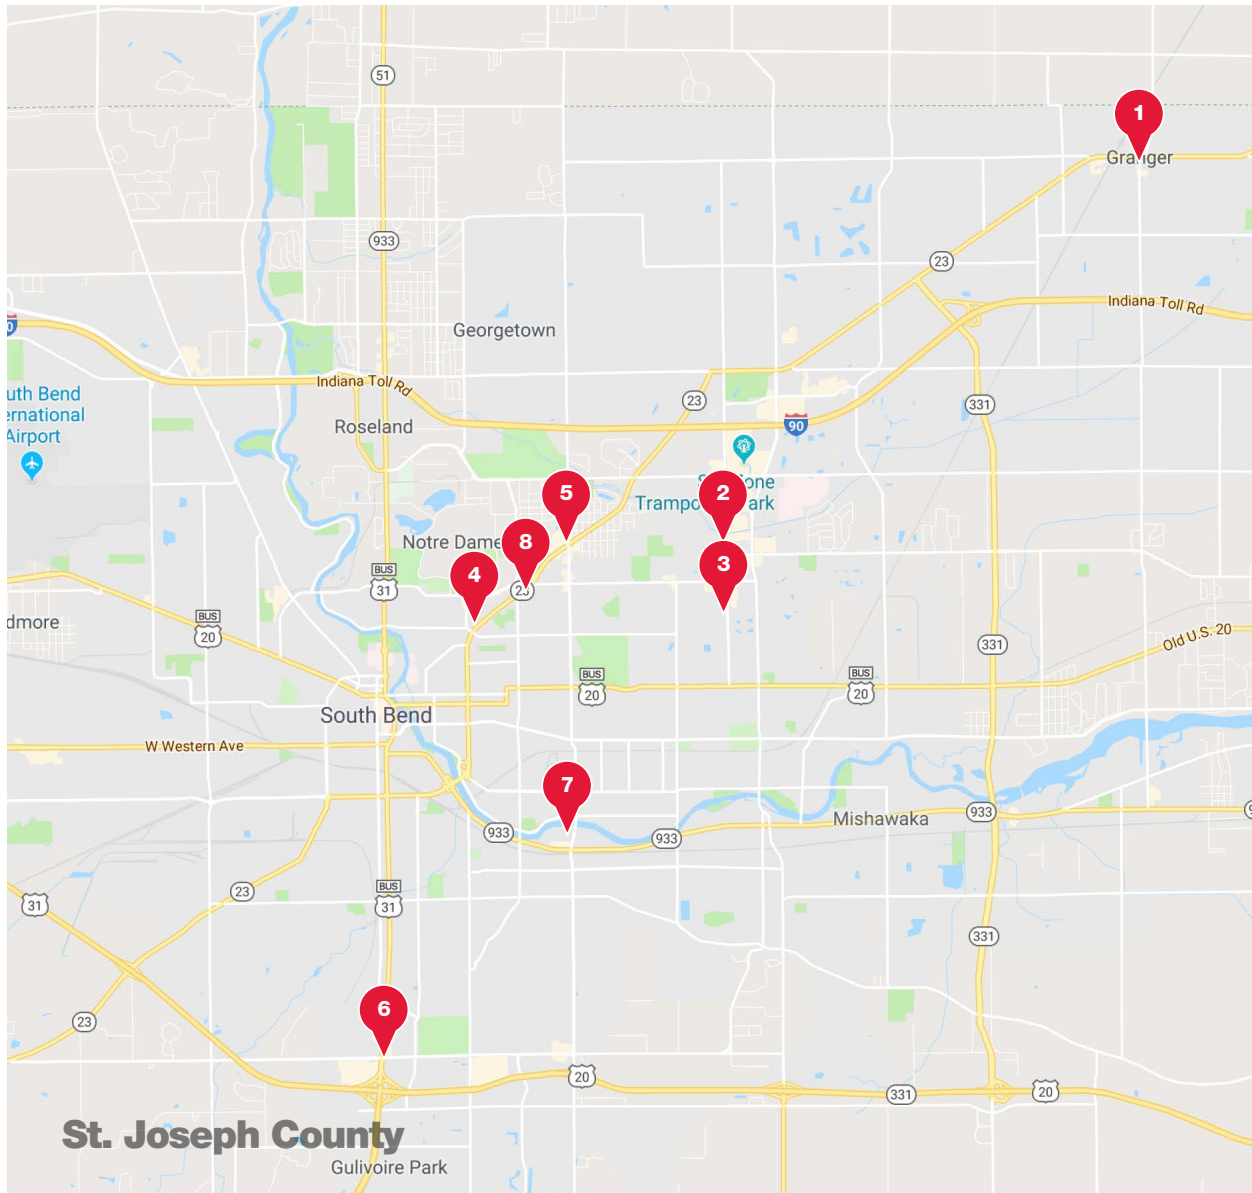 51
1
Granger
933
23
Indiana Toll Rd
Georgetown
Indiana Toll Rd
uth Bend
ernational
Airport
23
331
Roseland
90
5
2
Trampo
ark
Notre Dame
8
3
4
BUS
31
23
BUS
20
dmore
331
Old U.S. 20
BUS
20
BUS
20
South Bend
W Western Ave
7
933
933
Mishawaka
933
23
BUS
31
31
331
6
23
20
331
20
St. Joseph County
Gulivoire Park